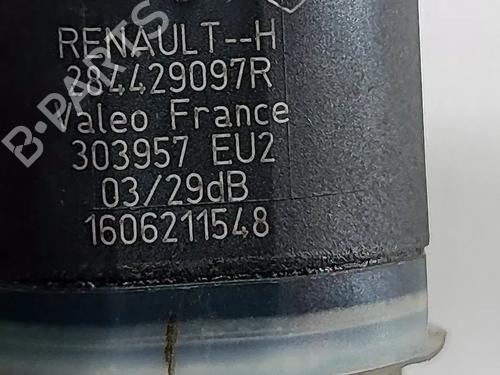 RENAULT--H
284429097R
Valeo France
303957 EU2
03/29dB
1606211548
B-PARTS